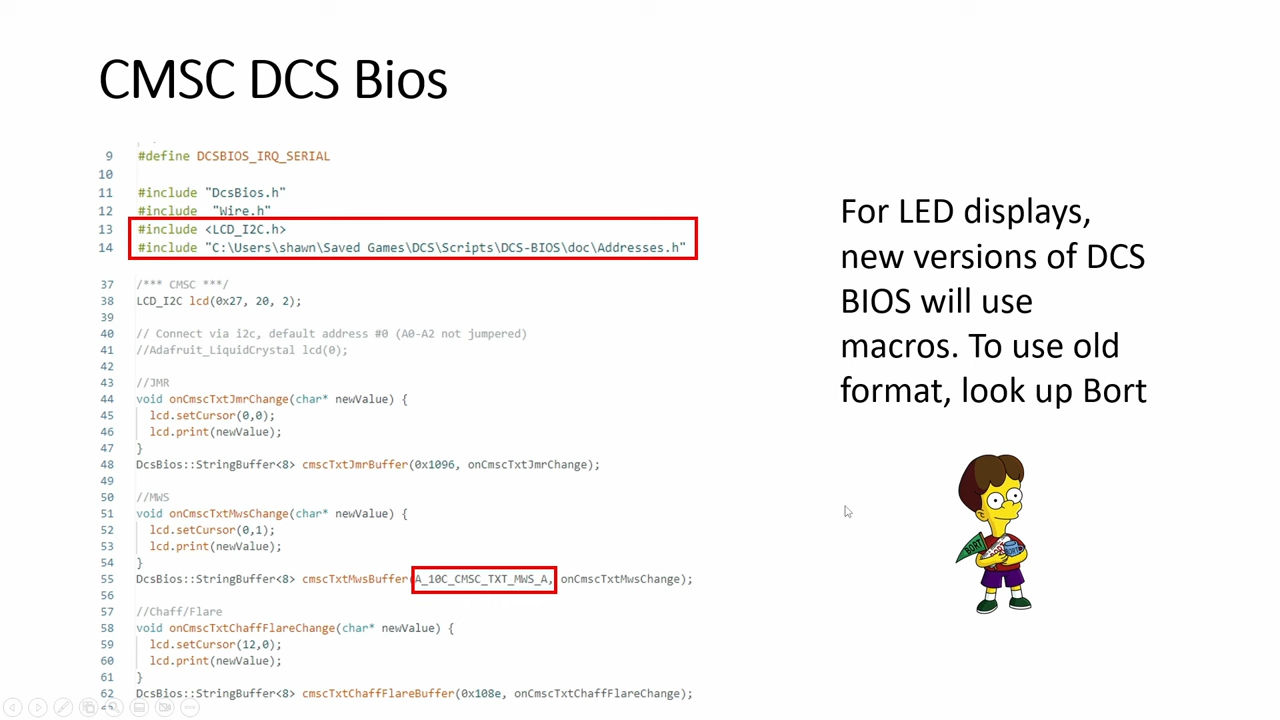 CMSC DCS Bios
9 #define DCSBIOS_IRQ_SERIAL
10
11 #include "DcsBios.h"
12 #include  "Wire.h"
13 #include <LCD_I2C.h>
14 #include "C:\Users\shawn\Saved Games\DCS\Scripts\DCS-BIOS\doc\Addresses.h"
37 /*** CMSC ***/
38 LCD_I2C lcd(0x27, 20, 2);
39
40 // Connect via i2c, default address #0 (A0-A2 not jumpered)
41 //Adafruit_LiquidCrystal lcd(0);
42
43 //JMR
44 void onCmscTxtJmrChange(char* newValue) {
45 lcd.setCursor(0,0);
46 lcd.print(newValue);
47 }
48 DcsBios::StringBuffer<8> cmscTxtJmrBuffer(0x1096, onCmscTxtJmrChange);
49
50 //MWS
51 void onCmscTxtMwsChange(char* newValue) {
52 lcd.setCursor(0,1);
53 lcd.print(newValue);
54 }
55 DcsBios::StringBuffer<8> cmscTxtMwsBuffer(A_10C_CMSC_TXT_MWS_A, onCmscTxtMwsChange);
56
57 //Chaff/Flare
58 void onCmscTxtChaffFlareChange(char* newValue) {
59 lcd.setCursor(12,0);
60 lcd.print(newValue);
61 }
62 DcsBios::StringBuffer<8> cmscTxtChaffFlareBuffer(0x108e, onCmscTxtChaffFlareChange);
For LED displays,
new versions of DCS
BIOS will use
macros. To use old
format, look up Bort
BORT